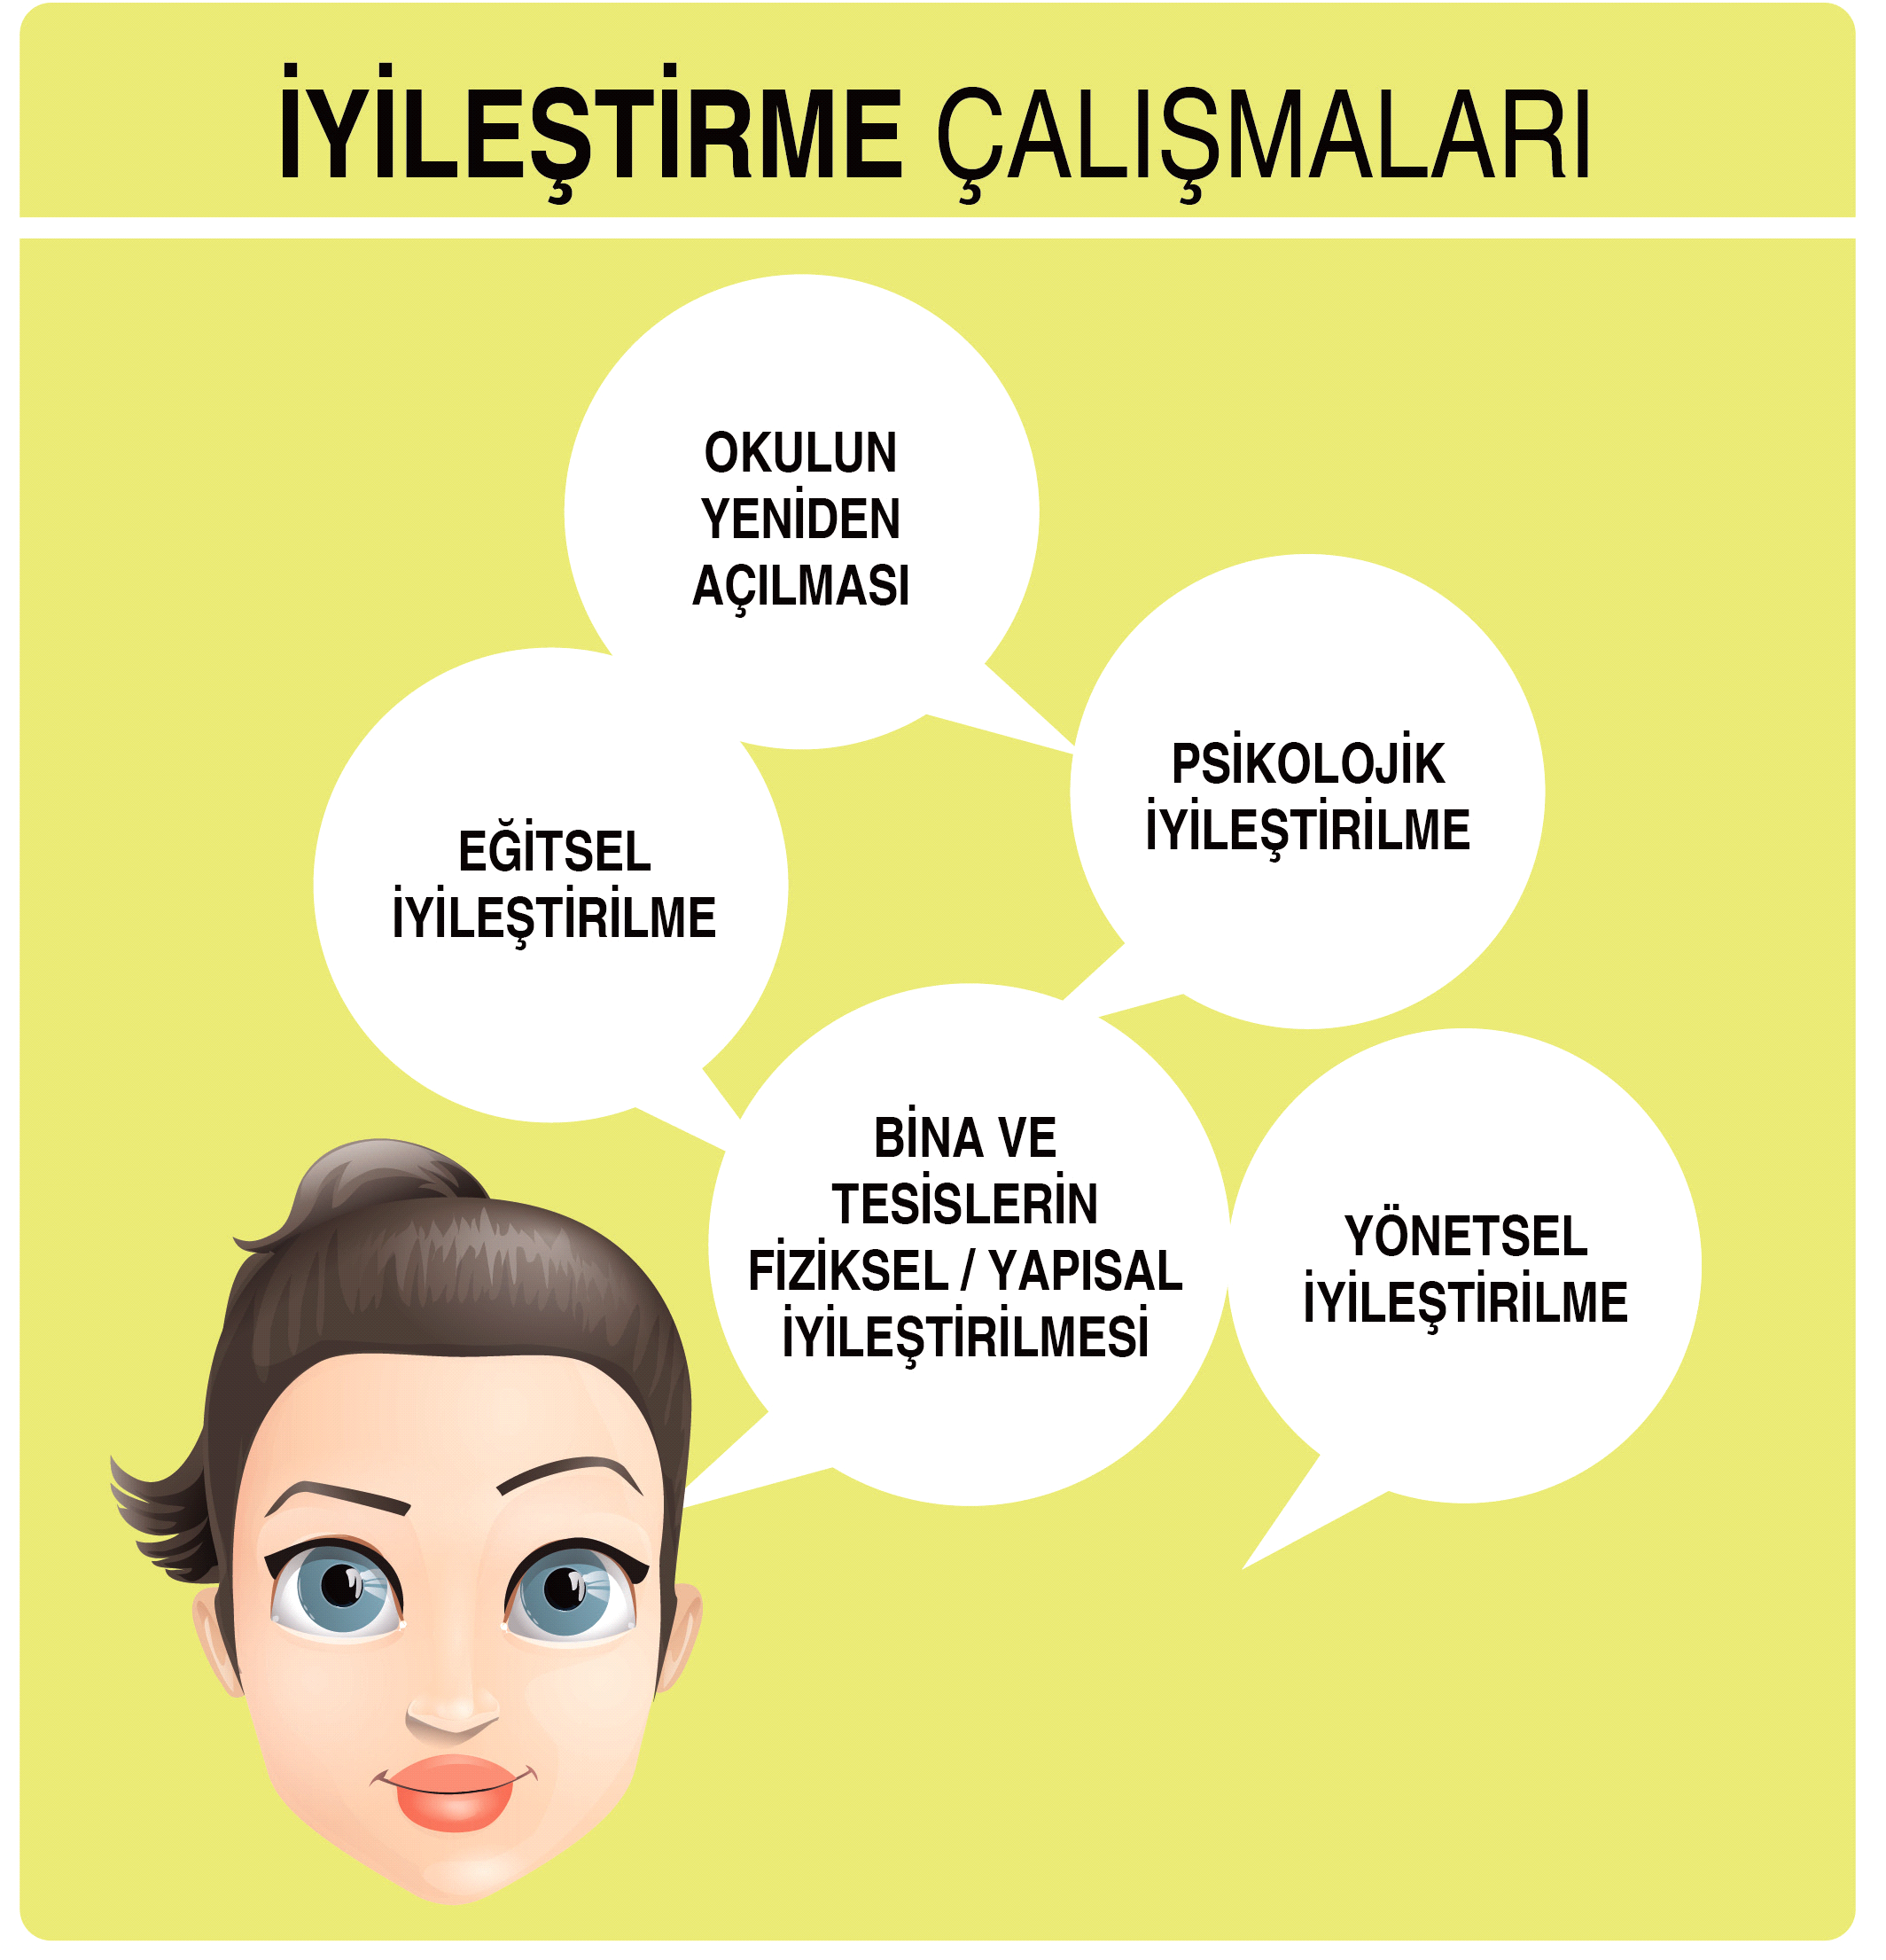 İYİLEŞTİRME ÇALIŞMALARI
OKULUN
YENİDEN
AÇILMASI
PSİKOLOJİK
İYİLEŞTİRİLME
EĞİTSEL
İYİLEŞTİRİLME
BİNA VE
TESİSLERİN
FİZİKSEL / YAPISAL
İYİLEŞTİRİLMESİ
YÖNETSEL
İYİLEŞTİRİLME